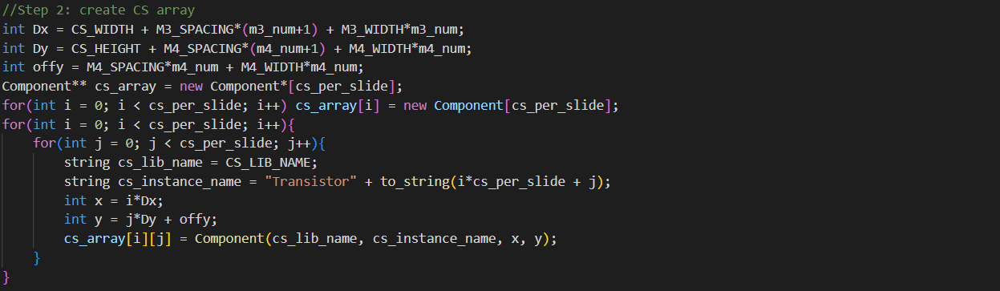 //Step 2: create CS array
int Dx = CS_WIDTH + M3_SPACING*(m3_num+1) + M3_WIDTH*m3_num;
int Dy = CS_HEIGHT + M4_SPACING*(m4_num+1) + M4_WIDTH*m4_num;
int offy = M4_SPACING*m4_num + M4_WIDTH*m4_num;
Component** cs_array = new Component*[cs_per_slide];
for(int i = 0; i < cs_per_slide; i++) cs_array[i] = new Component[cs_per_slide];
for(int i = 0; i < cs_per_slide; i++){
    for(int j = 0; j < cs_per_slide; j++){
        string cs_lib_name = CS_LIB_NAME;
        string cs_instance_name = "Transistor" + to_string(i*cs_per_slide + j);
        int x = i*Dx;
        int y = j*Dy + offy;
        cs_array[i][j] = Component(cs_lib_name, cs_instance_name, x, y);
    }
}